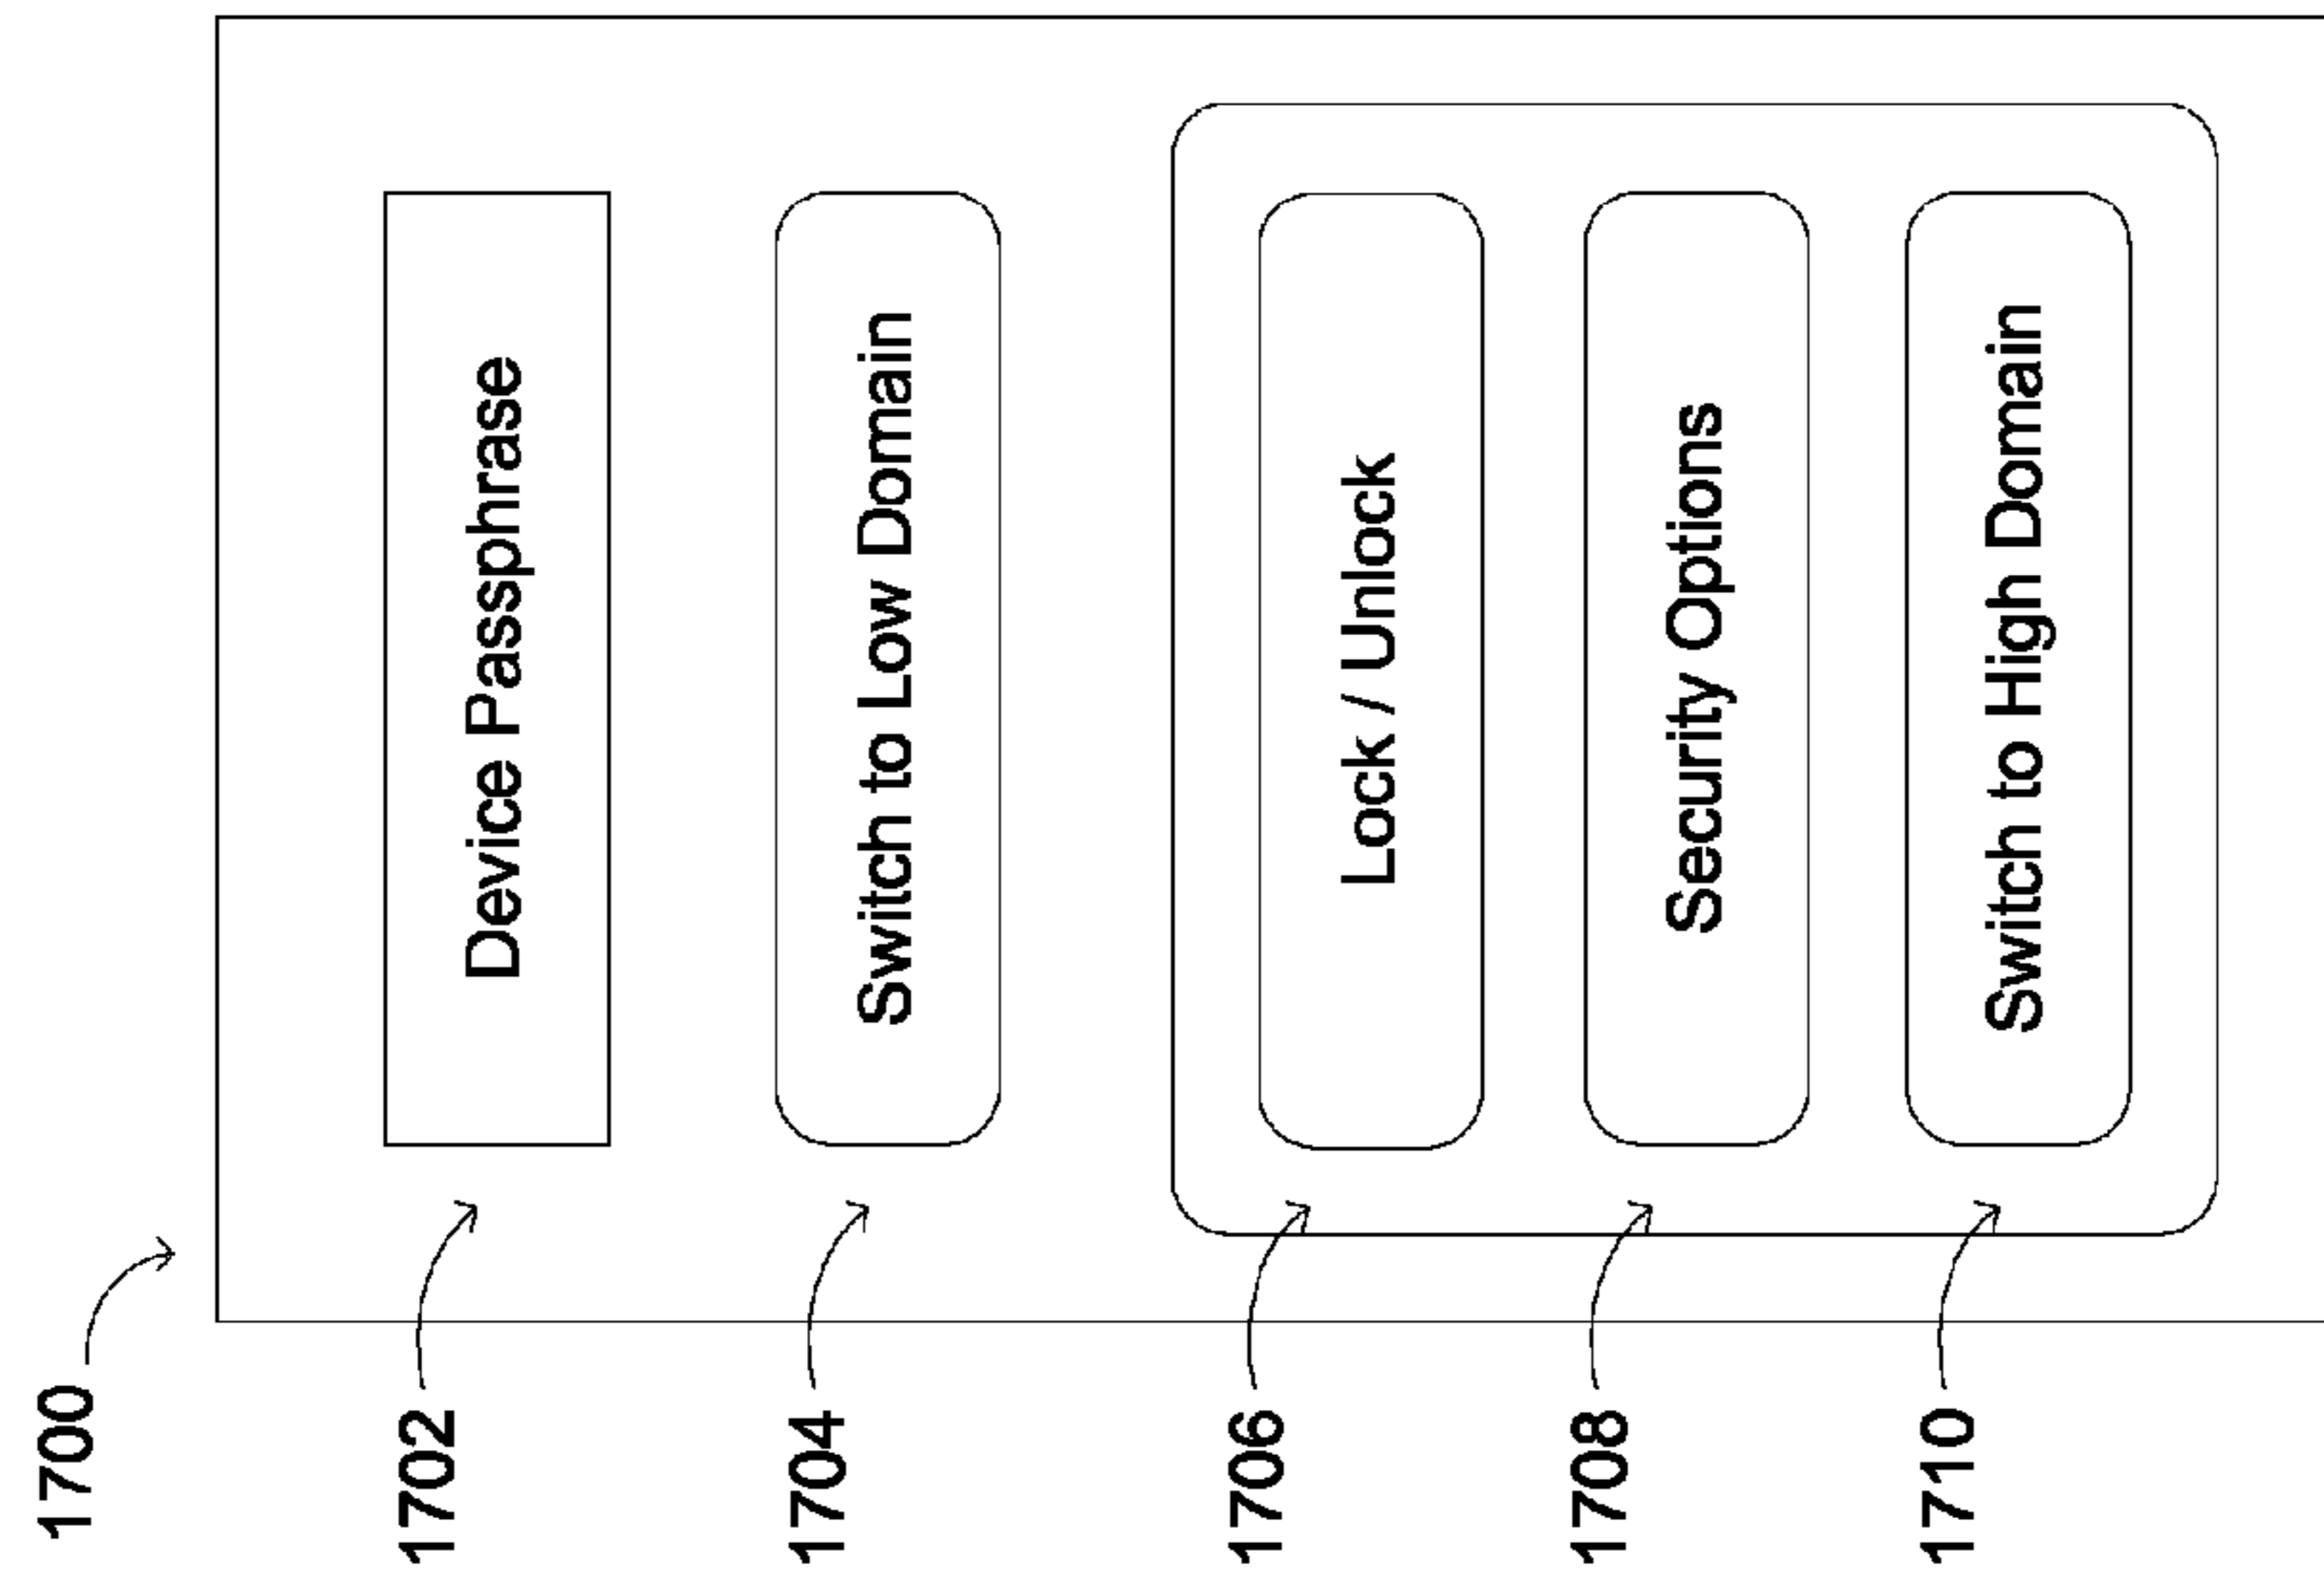 1700
1702
Device Passphrase
1704
Switch to Low Domain
1706
Lock / Unlock
1708
Security Options
1710
Switch to High Domain